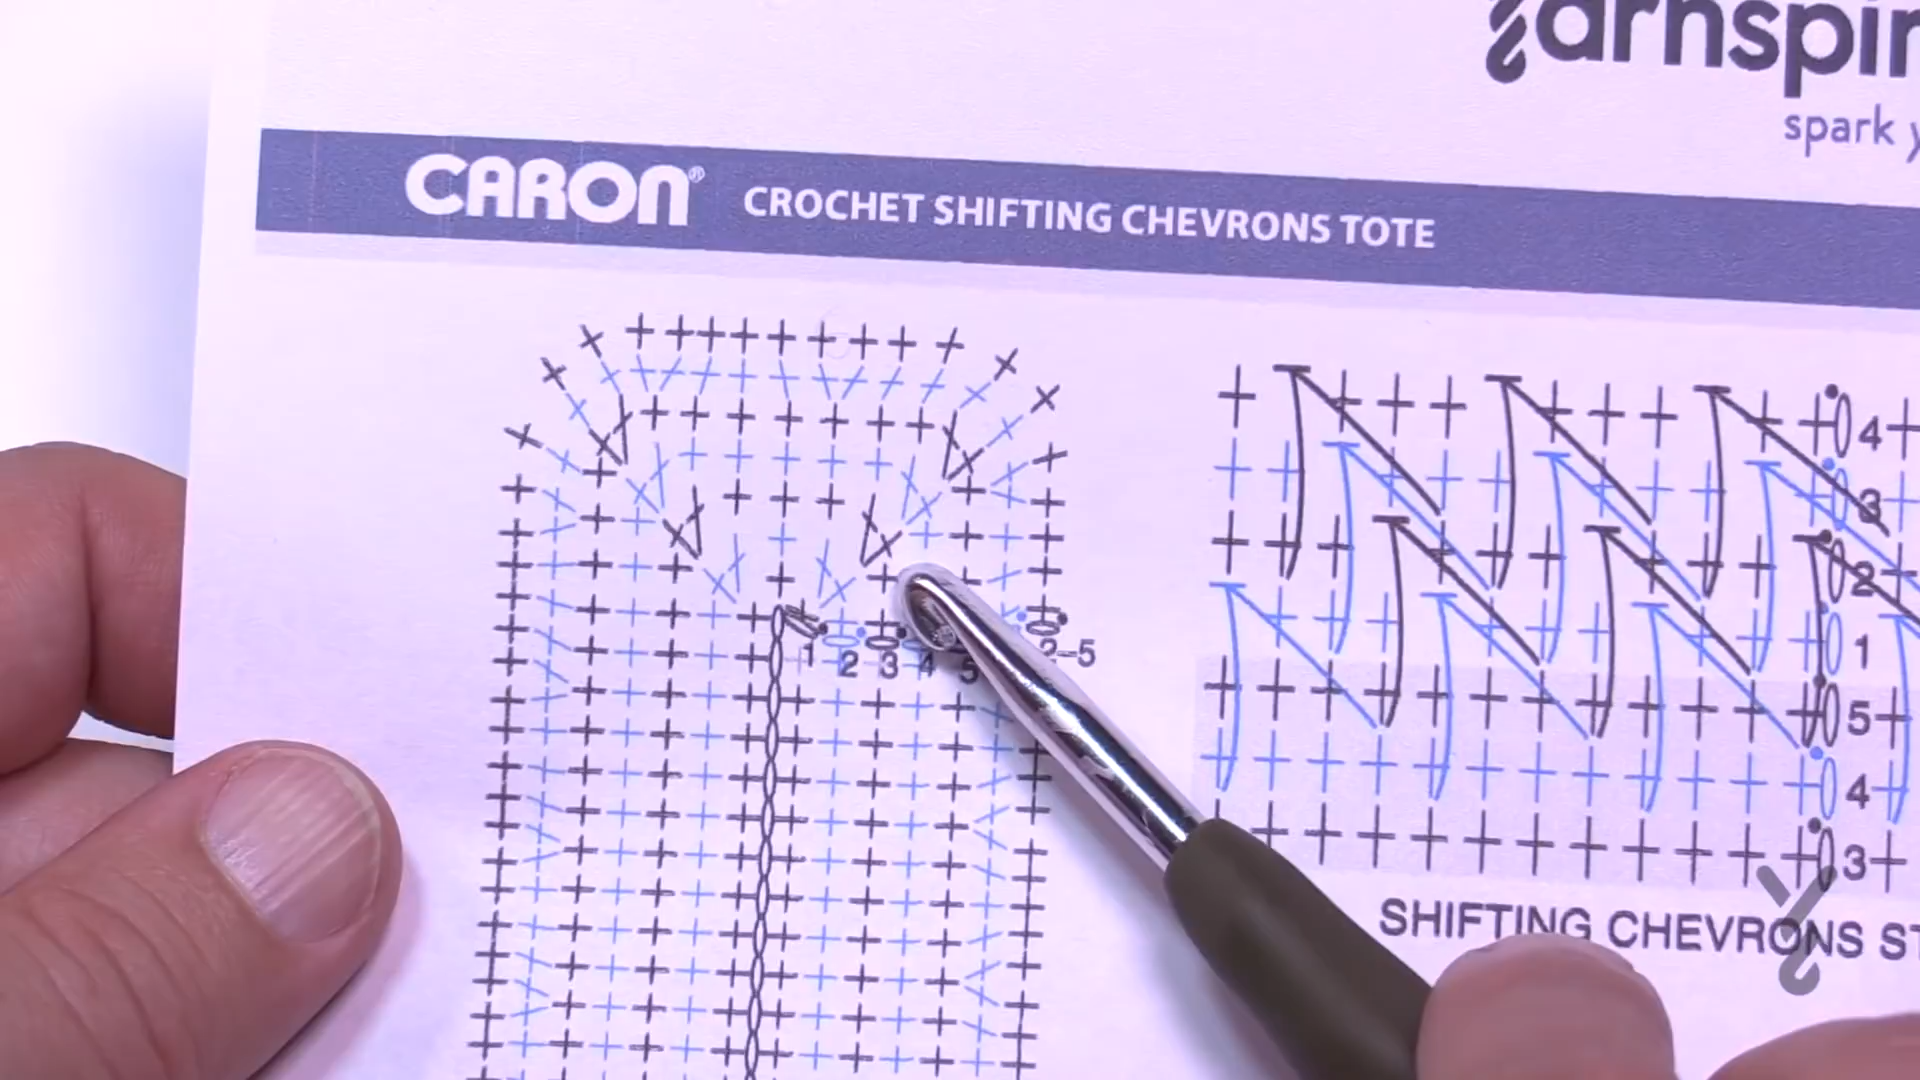 arnspir
spark y
CARON® CROCHET SHIFTING CHEVRONS TOTE
4
3
2
1
5
4
3
1 2 3 4 5 2-5
SHIFTING CHEVRONS ST